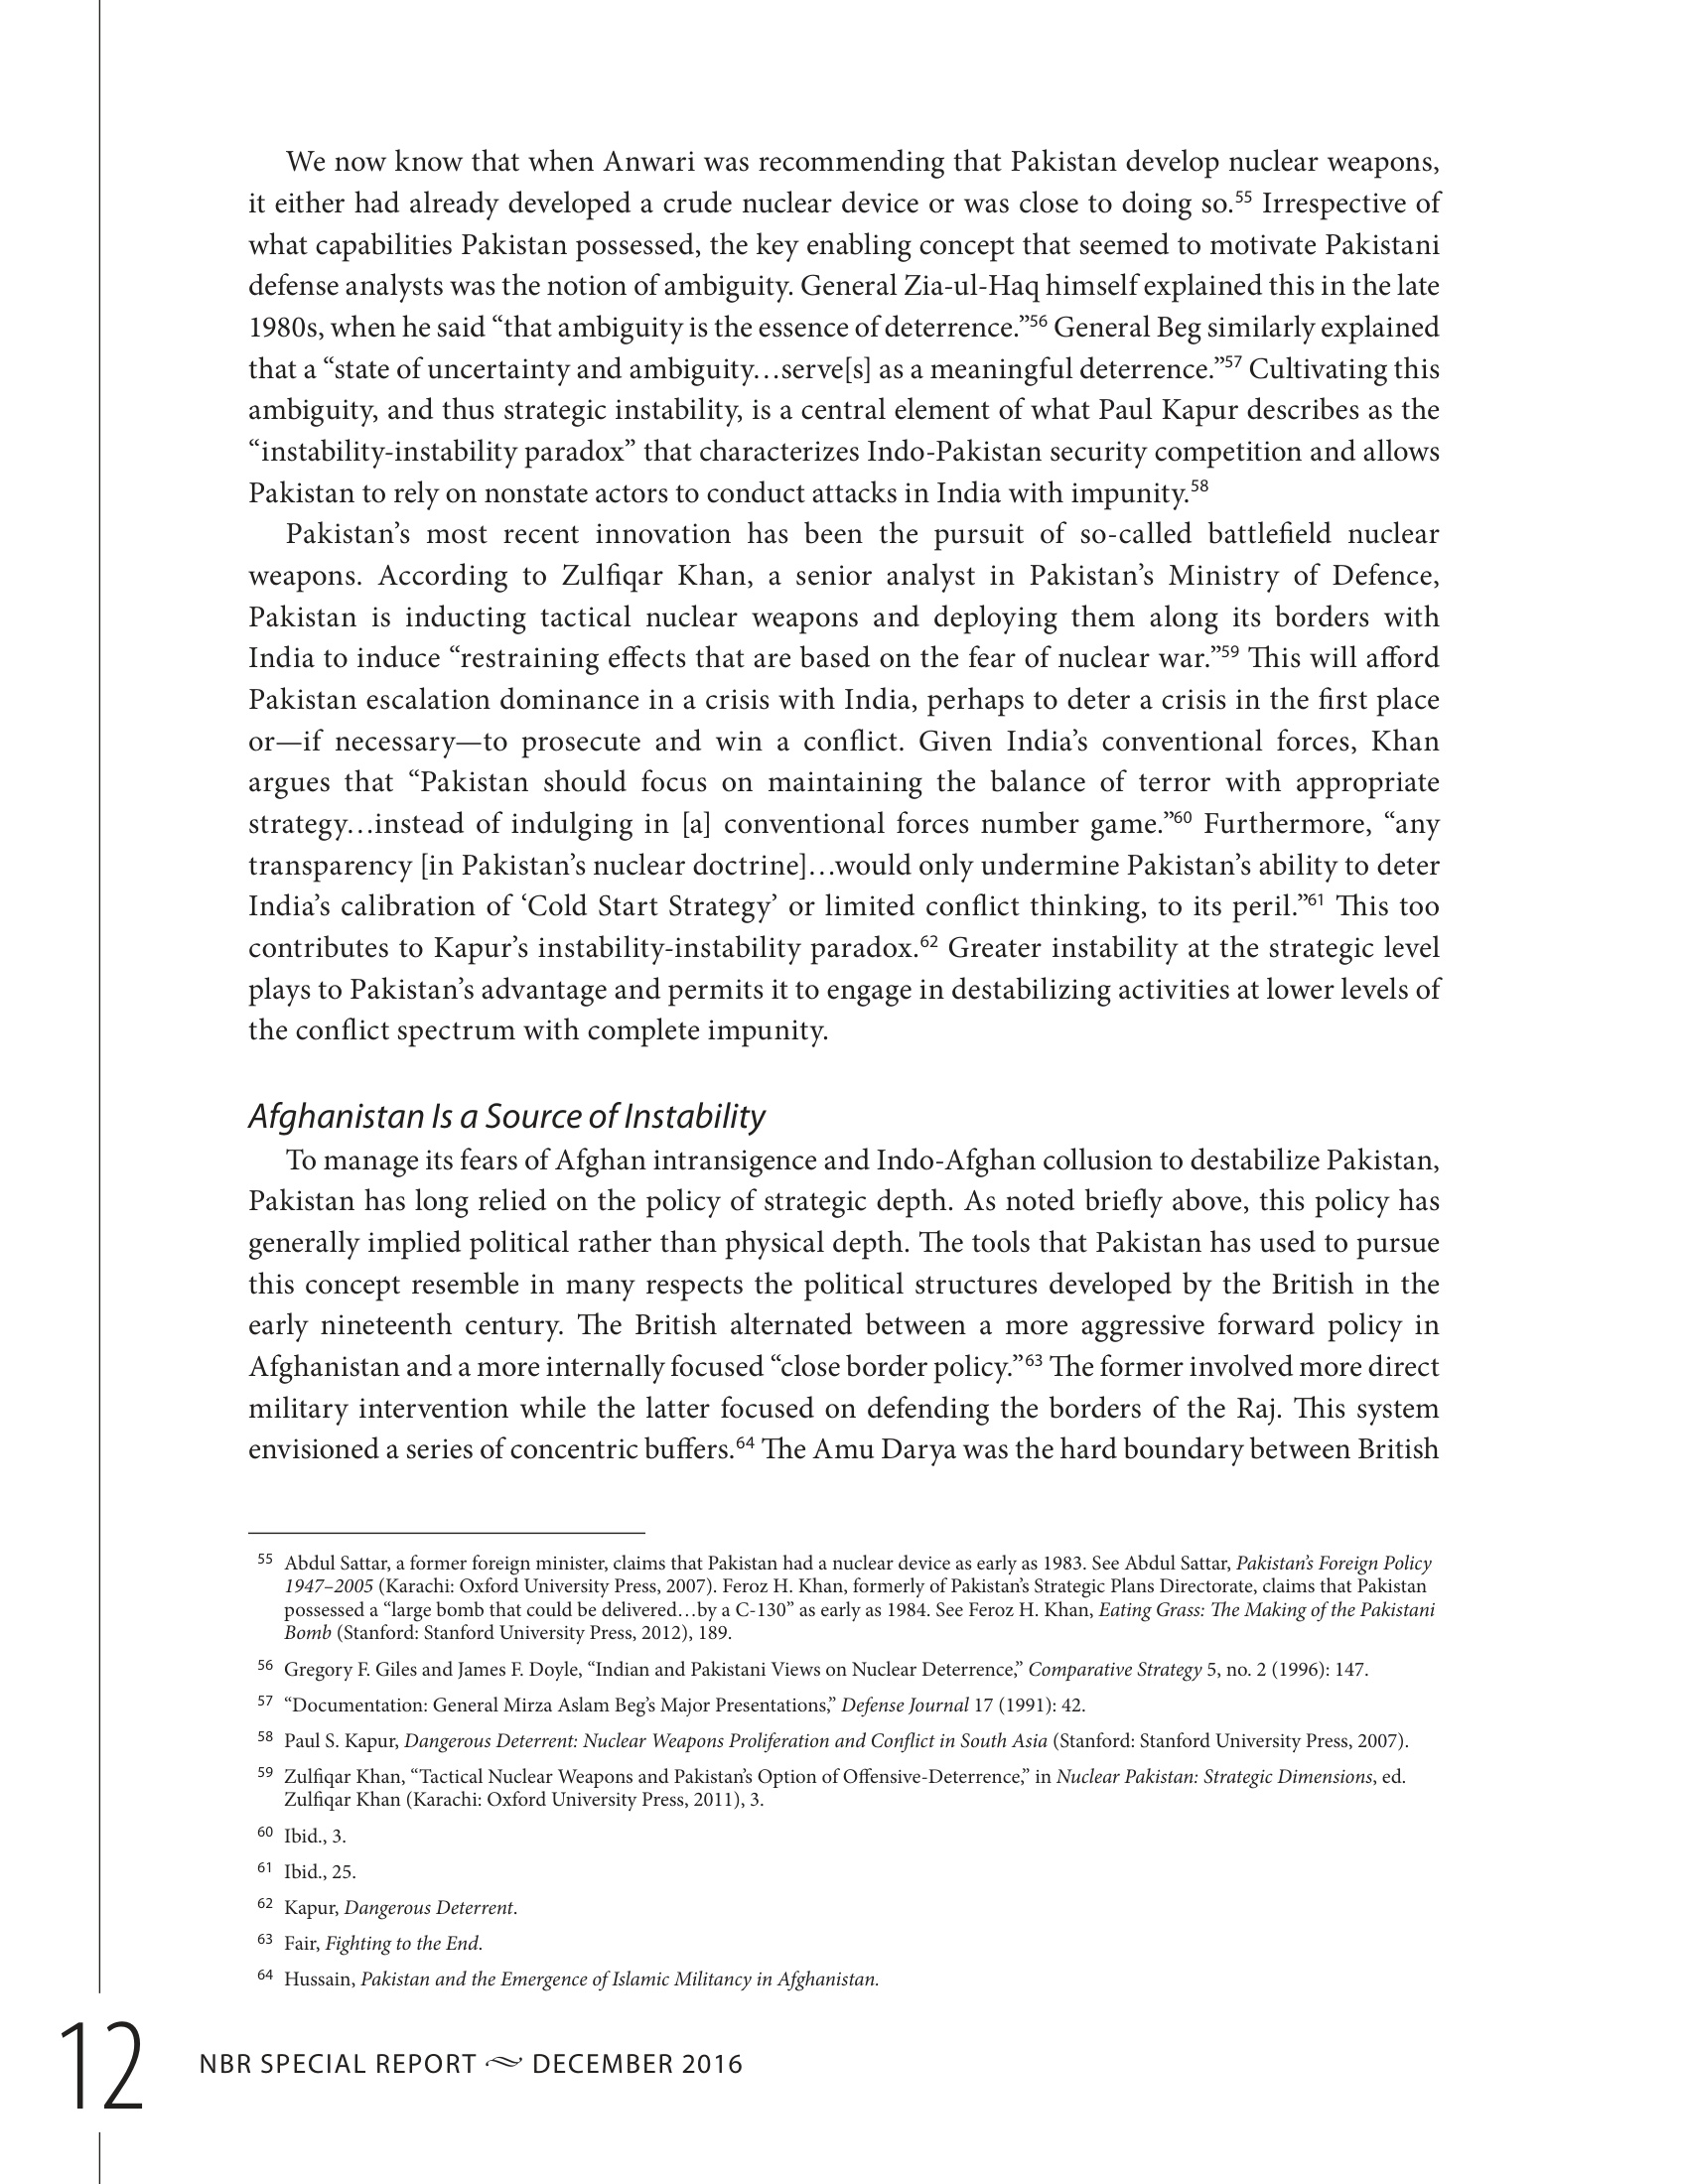 We now know that when Anwari was recommending that Pakistan develop nuclear weapons,
it either had already developed a crude nuclear device or was close to doing so.55 Irrespective of
what capabilities Pakistan possessed, the key enabling concept that seemed to motivate Pakistani
defense analysts was the notion of ambiguity. General Zia-ul-Haq himself explained this in the late
1980s, when he said “that ambiguity is the essence of deterrence.”56 General Beg similarly explained
that a “state of uncertainty and ambiguity…serve[s] as a meaningful deterrence.”57 Cultivating this
ambiguity, and thus strategic instability, is a central element of what Paul Kapur describes as the
“instability-instability paradox” that characterizes Indo-Pakistan security competition and allows
Pakistan to rely on nonstate actors to conduct attacks in India with impunity.58
Pakistan’s most recent innovation has been the pursuit of so-called battlefield nuclear
weapons. According to Zulfiqar Khan, a senior analyst in Pakistan’s Ministry of Defence,
Pakistan is inducting tactical nuclear weapons and deploying them along its borders with
India to induce “restraining effects that are based on the fear of nuclear war.”59 This will afford
Pakistan escalation dominance in a crisis with India, perhaps to deter a crisis in the first place
or—if necessary—to prosecute and win a conflict. Given India’s conventional forces, Khan
argues that “Pakistan should focus on maintaining the balance of terror with appropriate
strategy…instead of indulging in [a] conventional forces number game.”60 Furthermore, “any
transparency [in Pakistan’s nuclear doctrine]…would only undermine Pakistan’s ability to deter
India’s calibration of ‘Cold Start Strategy’ or limited conflict thinking, to its peril.”61 This too
contributes to Kapur’s instability-instability paradox.62 Greater instability at the strategic level
plays to Pakistan’s advantage and permits it to engage in destabilizing activities at lower levels of
the conflict spectrum with complete impunity.
Afghanistan Is a Source of Instability
To manage its fears of Afghan intransigence and Indo-Afghan collusion to destabilize Pakistan,
Pakistan has long relied on the policy of strategic depth. As noted briefly above, this policy has
generally implied political rather than physical depth. The tools that Pakistan has used to pursue
this concept resemble in many respects the political structures developed by the British in the
early nineteenth century. The British alternated between a more aggressive forward policy in
Afghanistan and a more internally focused “close border policy.”63 The former involved more direct
military intervention while the latter focused on defending the borders of the Raj. This system
envisioned a series of concentric buffers.64 The Amu Darya was the hard boundary between British
55 Abdul Sattar, a former foreign minister, claims that Pakistan had a nuclear device as early as 1983. See Abdul Sattar, Pakistan’s Foreign Policy
1947–2005 (Karachi: Oxford University Press, 2007). Feroz H. Khan, formerly of Pakistan’s Strategic Plans Directorate, claims that Pakistan
possessed a “large bomb that could be delivered…by a C-130” as early as 1984. See Feroz H. Khan, Eating Grass: The Making of the Pakistani
Bomb (Stanford: Stanford University Press, 2012), 189.
56 Gregory F. Giles and James F. Doyle, “Indian and Pakistani Views on Nuclear Deterrence,” Comparative Strategy 5, no. 2 (1996): 147.
57 “Documentation: General Mirza Aslam Beg’s Major Presentations,” Defense Journal 17 (1991): 42.
58 Paul S. Kapur, Dangerous Deterrent: Nuclear Weapons Proliferation and Conflict in South Asia (Stanford: Stanford University Press, 2007).
59 Zulfiqar Khan, “Tactical Nuclear Weapons and Pakistan’s Option of Offensive-Deterrence,” in Nuclear Pakistan: Strategic Dimensions, ed.
Zulfiqar Khan (Karachi: Oxford University Press, 2011), 3.
60 Ibid., 3.
61 Ibid., 25.
62 Kapur, Dangerous Deterrent.
63 Fair, Fighting to the End.
64 Hussain, Pakistan and the Emergence of Islamic Militancy in Afghanistan.
12 NBR SPECIAL REPORT DECEMBER 2016